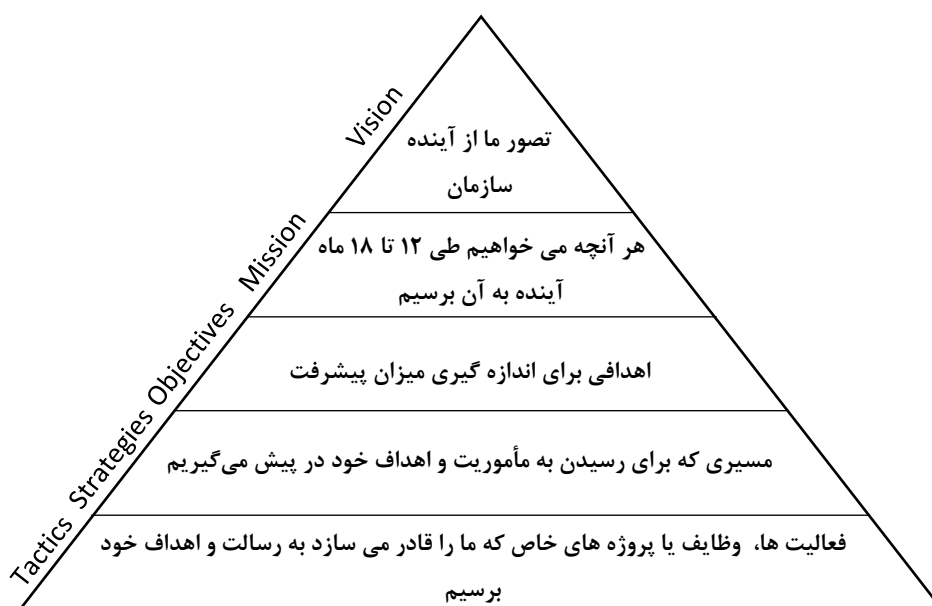 Vision
تصور ما از آینده
سازمان
Mission
هر آنچه می خواهیم طی ۱۲ تا ۱۸ ماه
آینده به آن برسیم
Objectives
اهدافی برای اندازه گیری میزان پیشرفت
Strategies
مسیری که برای رسیدن به مأموریت و اهداف خود در پیش می‌گیریم
Tactics
فعالیت ها، وظایف یا پروژه های خاص که ما را قادر می سازد به رسالت و اهداف خود
برسیم